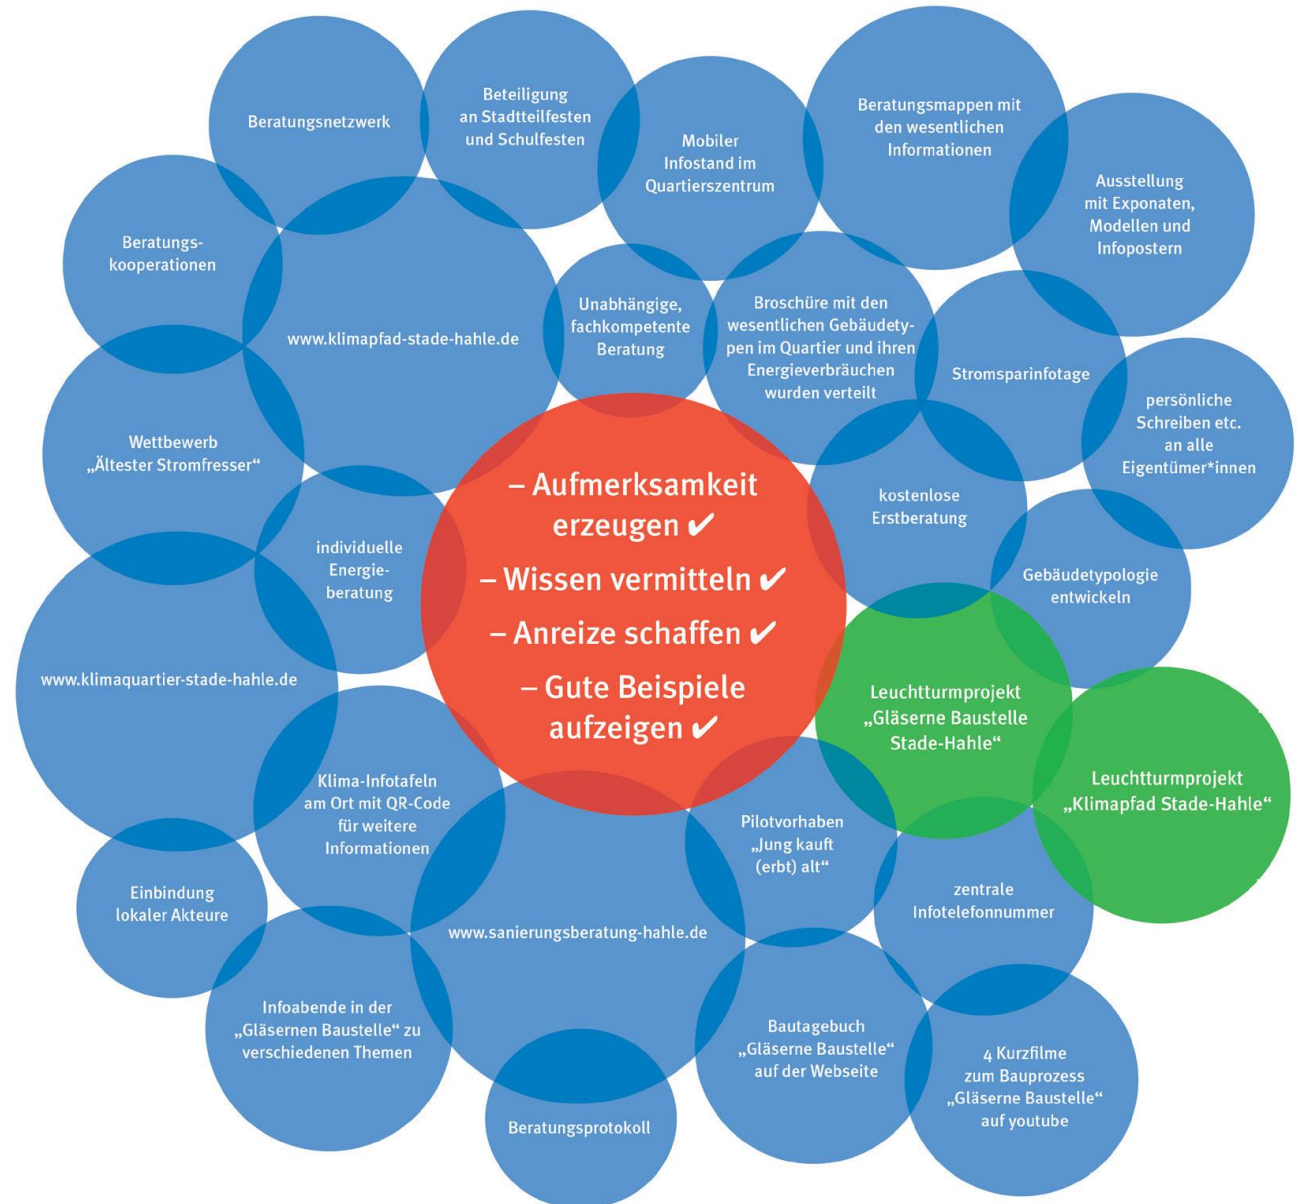 Beratungsnetzwerk
Beteiligung
an Stadtteilfesten
und Schulfesten
Mobiler
Infostand im
Quartierszentrum
Beratungsmappen mit
den wesentlichen
Informationen
Ausstellung
mit Exponaten,
Modellen und
Infopostern
Beratungs-
kooperationen
www.klimapfad-stade-hahle.de
Unabhängige,
fachkompetente
Beratung
Broschüre mit den
wesentlichen Gebäudety-
pen im Quartier und ihren
Energieverbräuchen
wurden verteilt
Stromsparinfotage
persönliche
Schreiben etc.
an alle
Eigentümer*innen
Wettbewerb
„Ältester Stromfresser“
– Aufmerksamkeit
erzeugen ✔
– Wissen vermitteln ✔
– Anreize schaffen ✔
– Gute Beispiele
aufzeigen ✔
kostenlose
Erstberatung
individuelle
Energie-
beratung
Gebäudetypologie
entwickeln
www.klimaquartier-stade-hahle.de
Leuchtturmprojekt
„Gläserne Baustelle
Stade-Hahle“
Leuchtturmprojekt
„Klimapfad Stade-Hahle“
Klima-Infotafeln
am Ort mit QR-Code
für weitere
Informationen
Pilotvorhaben
„Jung kauft
(erbt) alt“
zentrale
Infotelefonnummer
Einbindung
lokaler Akteure
www.sanierungsberatung-hahle.de
Infoabende in der
„Gläsernen Baustelle“ zu
verschiedenen Themen
Bautagebuch
„Gläserne Baustelle“
auf der Webseite
4 Kurzfilme
zum Bauprozess
„Gläserne Baustelle“
auf youtube
Beratungsprotokoll